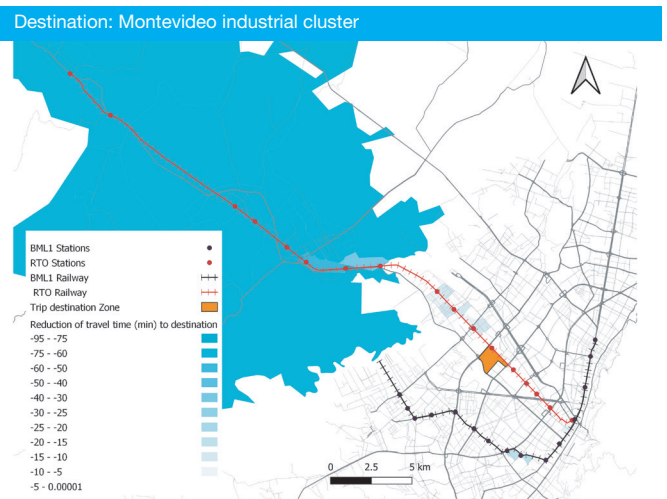 Destination: Montevideo industrial cluster
BML1 Stations
RTO Stations
BML1 Railway
RTO Railway
Trip destination Zone
Reduction of travel time (min) to destination
-95 - -75
-75 - -60
-60 - -50
-50 - -40
-40 - -30
-30 - -25
-25 - -20
-20 - -15
-15 - -10
-10 - -5
-5 - 0.00001
0 2.5 5 km